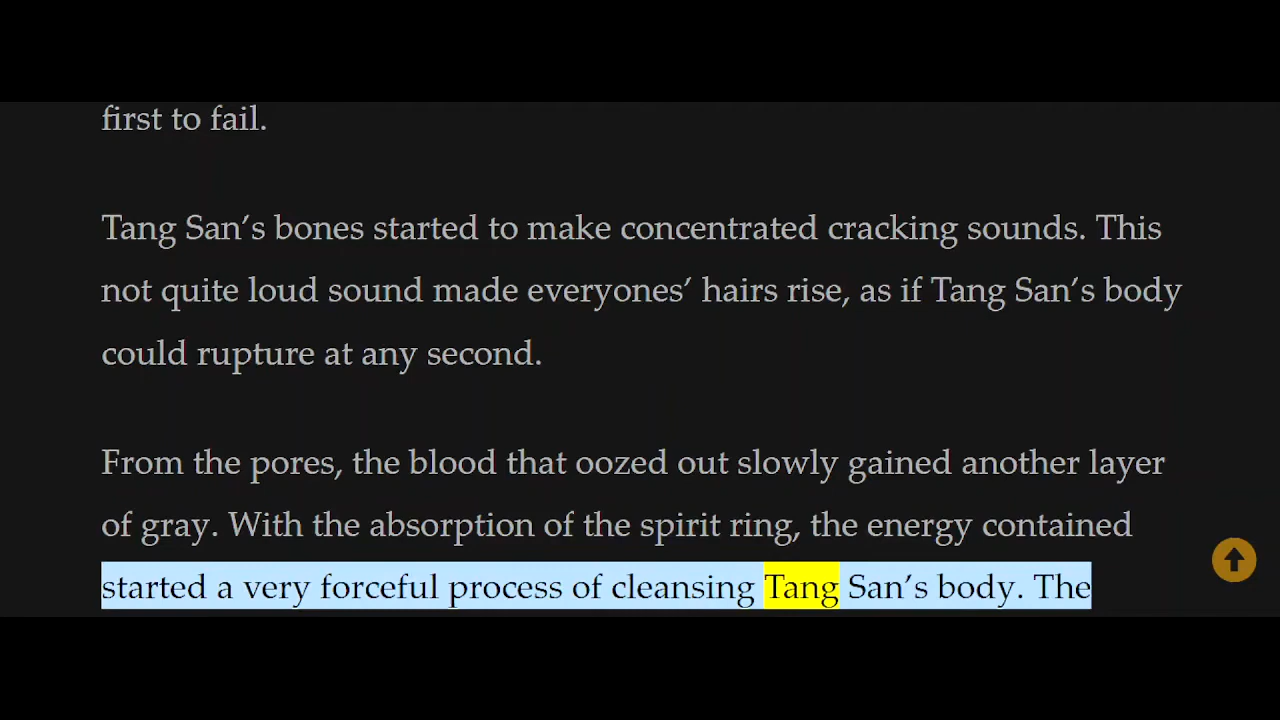 first to fail.
Tang San’s bones started to make concentrated cracking sounds. This
not quite loud sound made everyones’ hairs rise, as if Tang San’s body
could rupture at any second.
From the pores, the blood that oozed out slowly gained another layer
of gray. With the absorption of the spirit ring, the energy contained
started a very forceful process of cleansing Tang San’s body. The